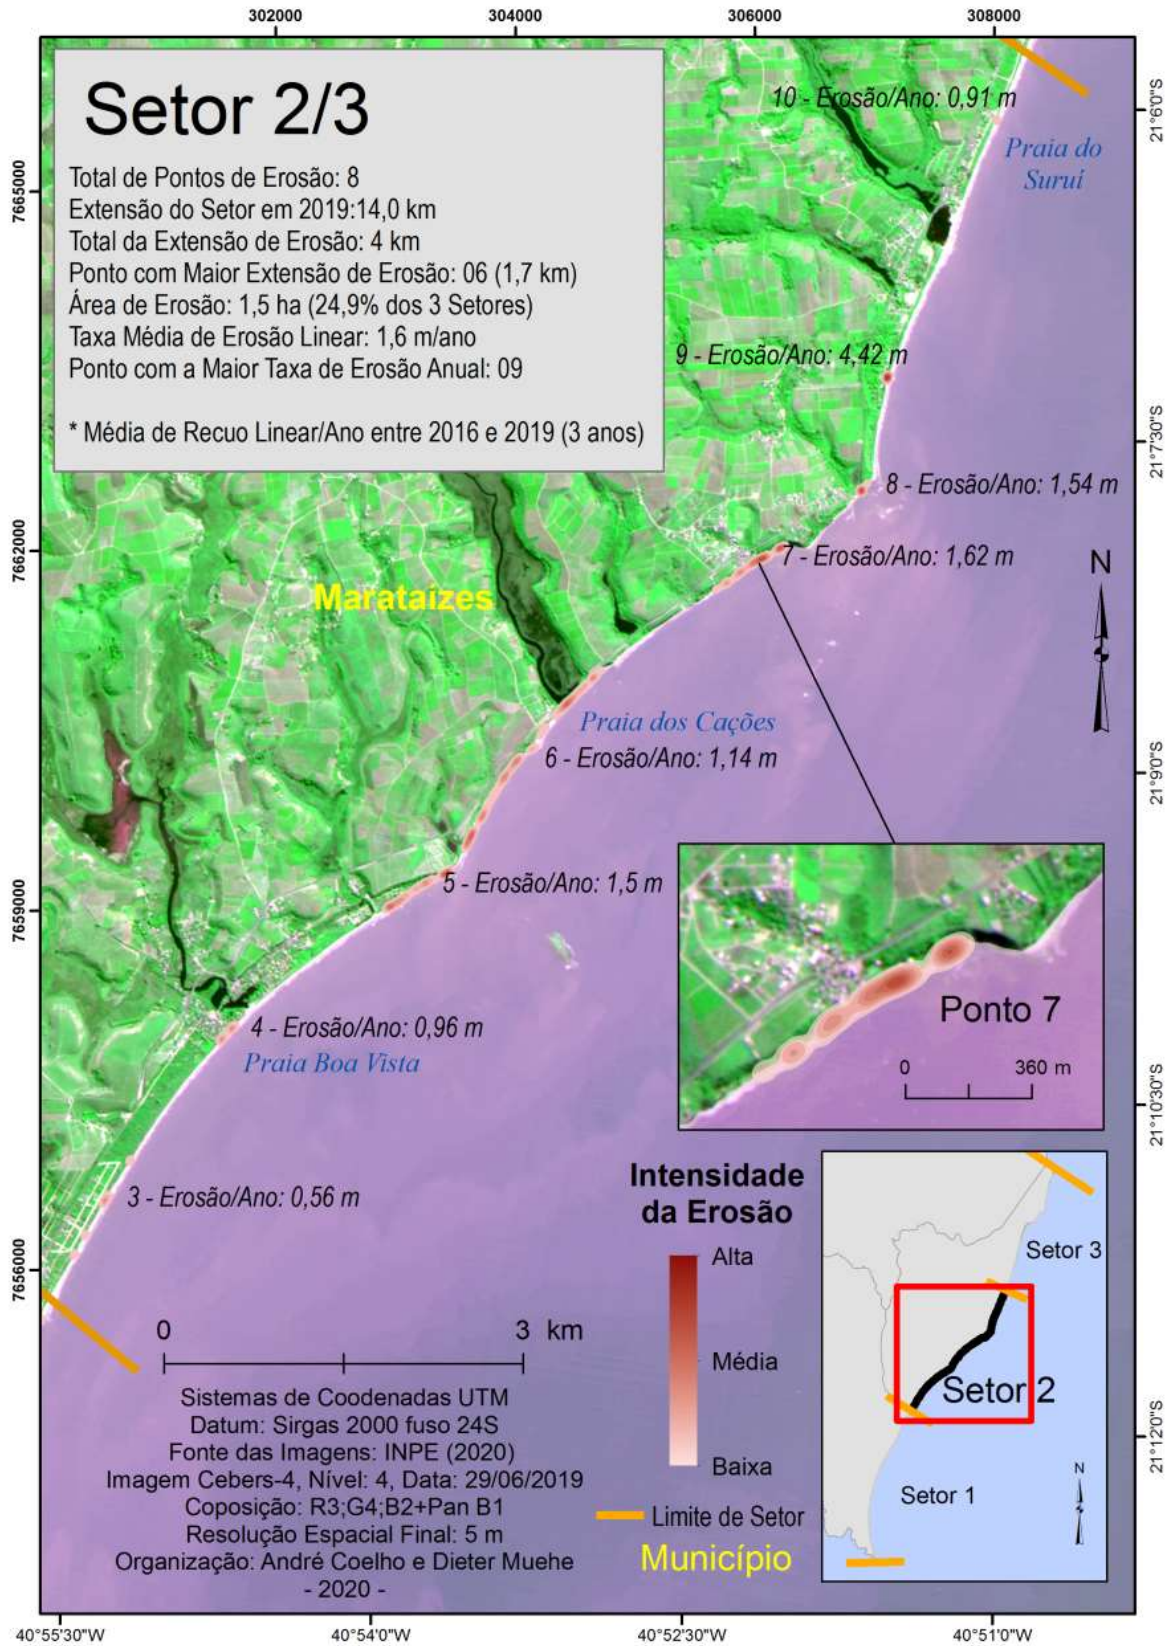 302000
304000
306000
308000
Setor 2/3
Total de Pontos de Erosão: 8
Extensão do Setor em 2019:14,0 km
Total da Extensão de Erosão: 4 km
Ponto com Maior Extensão de Erosão: 06 (1,7 km)
Área de Erosão: 1,5 ha (24,9% dos 3 Setores)
Taxa Média de Erosão Linear: 1,6 m/ano
Ponto com a Maior Taxa de Erosão Anual: 09
* Média de Recuo Linear/Ano entre 2016 e 2019 (3 anos)
10 - Erosão/Ano: 0,91 m
Praia do
Suruí
9 - Erosão/Ano: 4,42 m
8 - Erosão/Ano: 1,54 m
7 - Erosão/Ano: 1,62 m
Marataízes
Praia dos Cações
6 - Erosão/Ano: 1,14 m
5 - Erosão/Ano: 1,5 m
4 - Erosão/Ano: 0,96 m
Praia Boa Vista
3 - Erosão/Ano: 0,56 m
7665000
7662000
7659000
7656000
21°6'0"S
21°7'30"S
21°9'0"S
21°10'30"S
21°12'0"S
N
Ponto 7
0 360 m
Intensidade
da Erosão
Alta
Média
Baixa
Limite de Setor
Município
Setor 3
Setor 2
Setor 1
N
0 3 km
Sistemas de Coodenadas UTM
Datum: Sirgas 2000 fuso 24S
Fonte das Imagens: INPE (2020)
Imagem Cebers-4, Nível: 4, Data: 29/06/2019
Coposição: R3;G4;B2+Pan B1
Resolução Espacial Final: 5 m
Organização: André Coelho e Dieter Muehe
- 2020 -
40°55'30"W
40°54'0"W
40°52'30"W
40°51'0"W